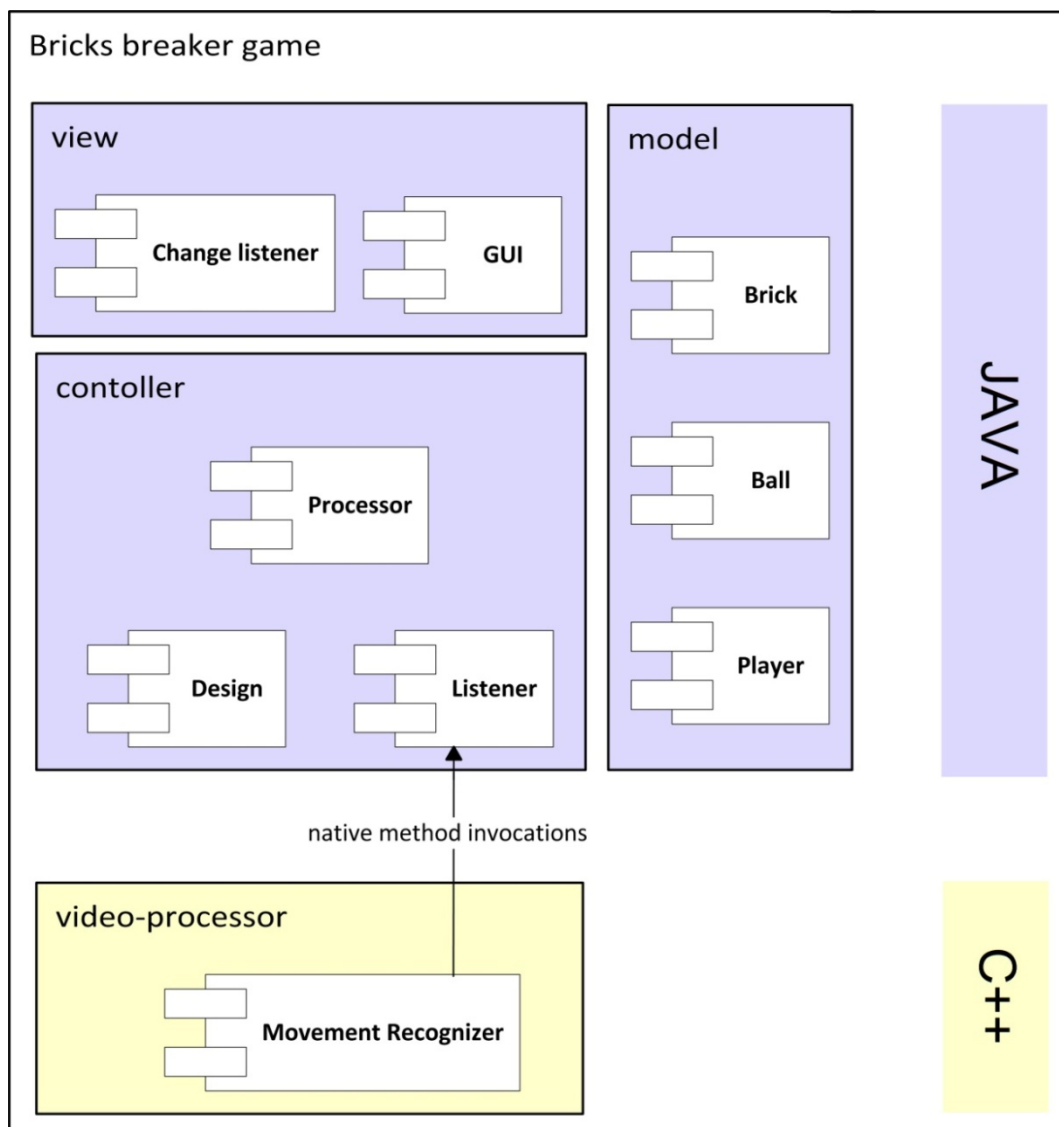 Bricks breaker game
view
Change listener
GUI
model
Brick
Ball
Player
contoller
Processor
Design
Listener
native method invocations
video-processor
Movement Recognizer
JAVA
C++